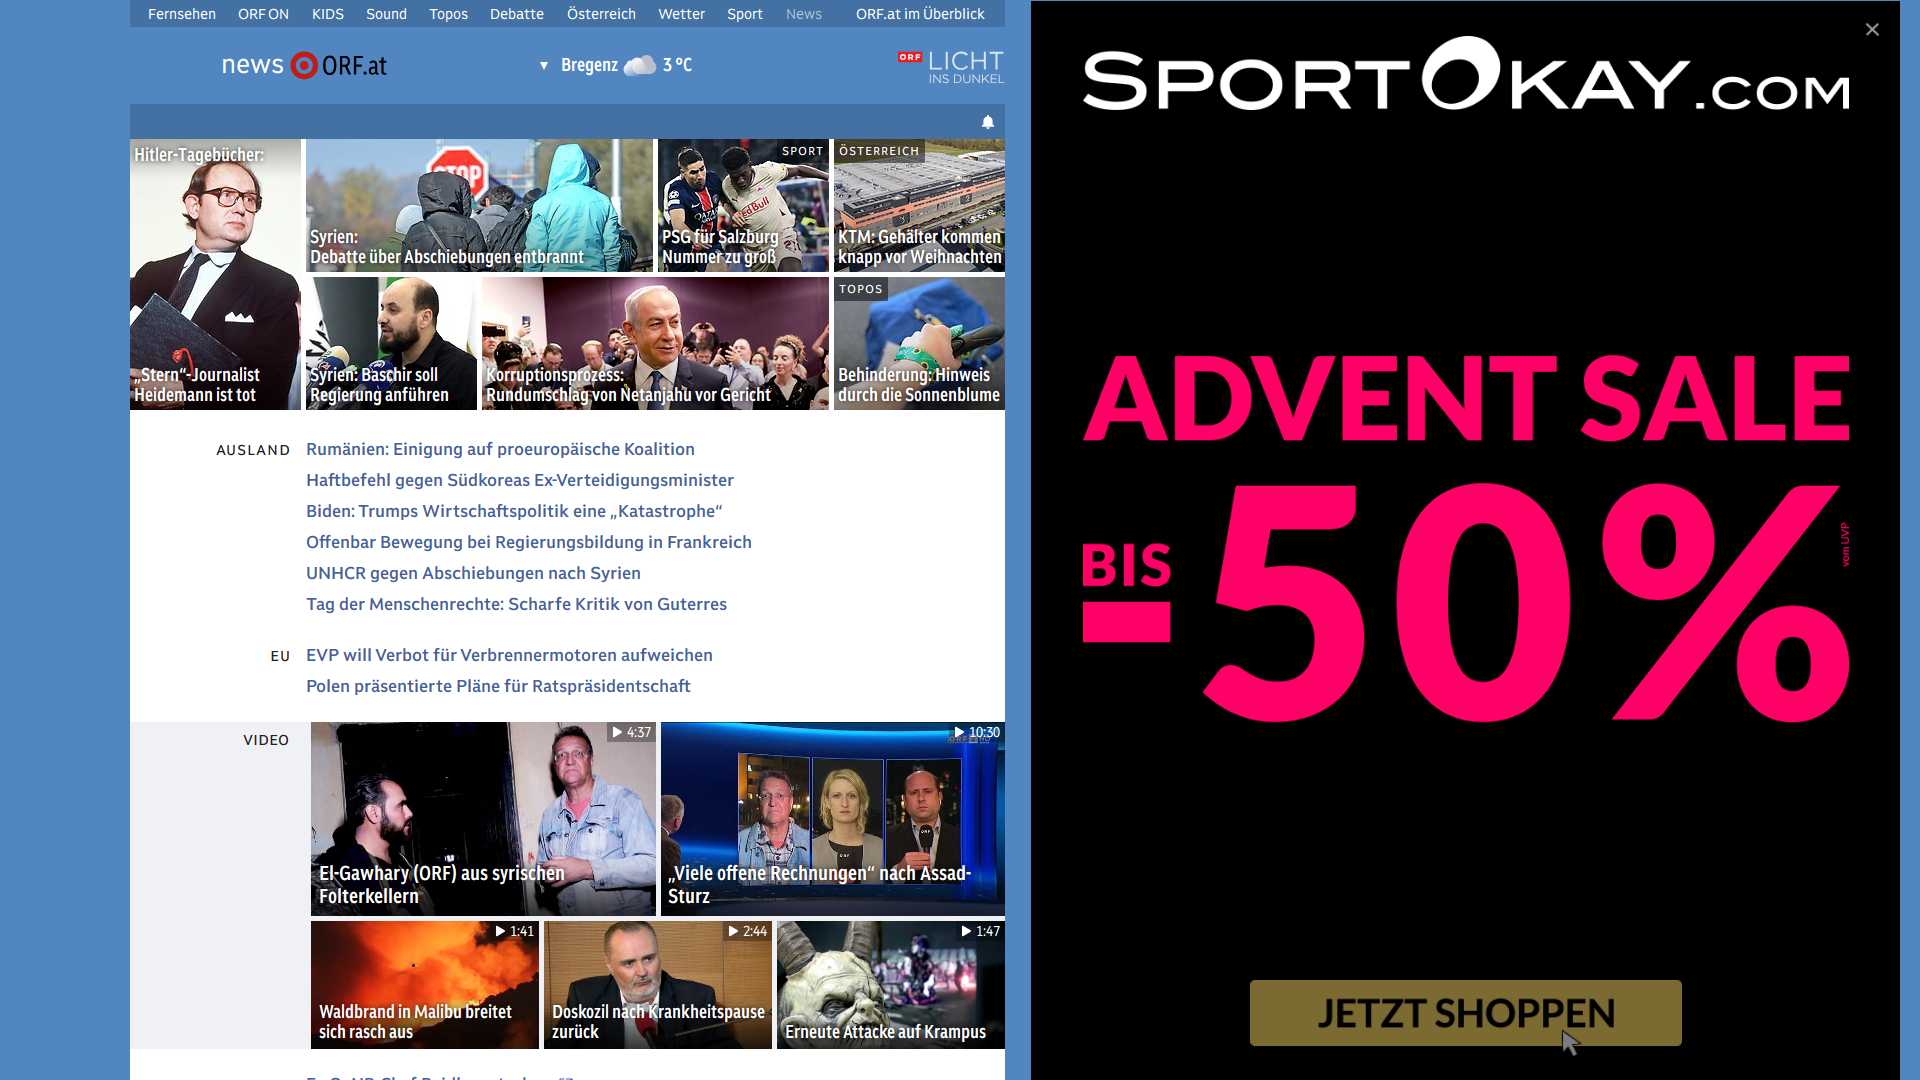 Fernsehen ORF ON KIDS Sound Topos Debatte Österreich Wetter Sport News ORF.at im Überblick
news ORF.at
Bregenz 3 °C
ORF LICHT
INS DUNKEL
Hitler-Tagebücher:
„Stern“-Journalist
Heidemann ist tot
STOP
Syrien:
Debatte über Abschiebungen entbrannt
SPORT
PSG für Salzburg
Nummer zu groß
ÖSTERREICH
KTM: Gehälter kommen
knapp vor Weihnachten
Syrien: Baschir soll
Regierung anführen
Korruptionsprozess:
Rundumschlag von Netanjahu vor Gericht
TOPOS
Behinderung: Hinweis
durch die Sonnenblume
AUSLAND
Rumänien: Einigung auf proeuropäische Koalition
Haftbefehl gegen Südkoreas Ex-Verteidigungsminister
Biden: Trumps Wirtschaftspolitik eine „Katastrophe“
Offenbar Bewegung bei Regierungsbildung in Frankreich
UNHCR gegen Abschiebungen nach Syrien
Tag der Menschenrechte: Scharfe Kritik von Guterres
EU
EVP will Verbot für Verbrennermotoren aufweichen
Polen präsentierte Pläne für Ratspräsidentschaft
VIDEO
4:37
El-Gawhary (ORF) aus syrischen
Folterkellern
10:30
„Viele offene Rechnungen“ nach Assad-
Sturz
1:41
Waldbrand in Malibu breitet
sich rasch aus
2:44
Doskozil nach Krankheitspause
zurück
1:47
Erneute Attacke auf Krampus
SPORTOKAY.COM
ADVENT SALE
BIS
-50%
vom UVP
JETZT SHOPPEN